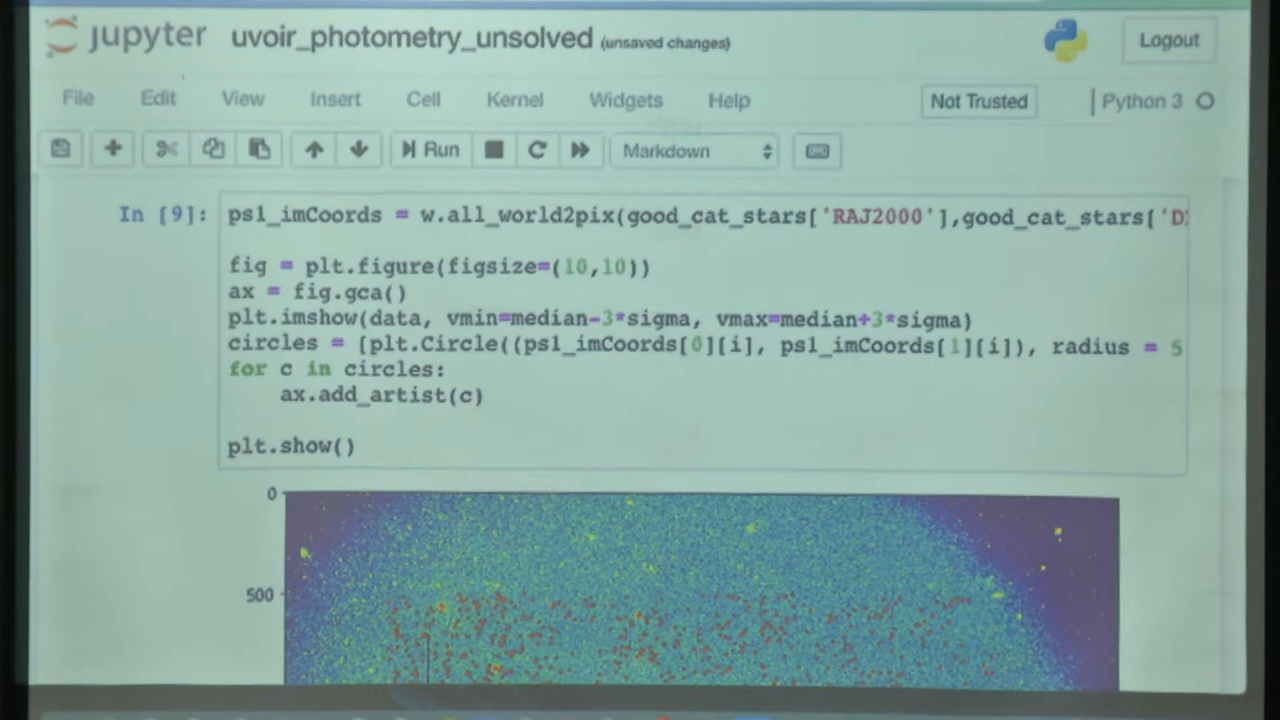 jupyter uvoir_photometry_unsolved (unsaved changes) Logout
File Edit View Insert Cell Kernel Widgets Help Not Trusted Python 3
Run Markdown
In [9]: ps1_imCoords = w.all_world2pix(good_cat_stars['RAJ2000'],good_cat_stars['D
fig = plt.figure(figsize=(10,10))
ax = fig.gca()
plt.imshow(data, vmin=median-3*sigma, vmax=median+3*sigma)
circles = [plt.Circle((ps1_imCoords[0][i], ps1_imCoords[1][i]), radius = 5
for c in circles:
ax.add_artist(c)
plt.show()
0
500